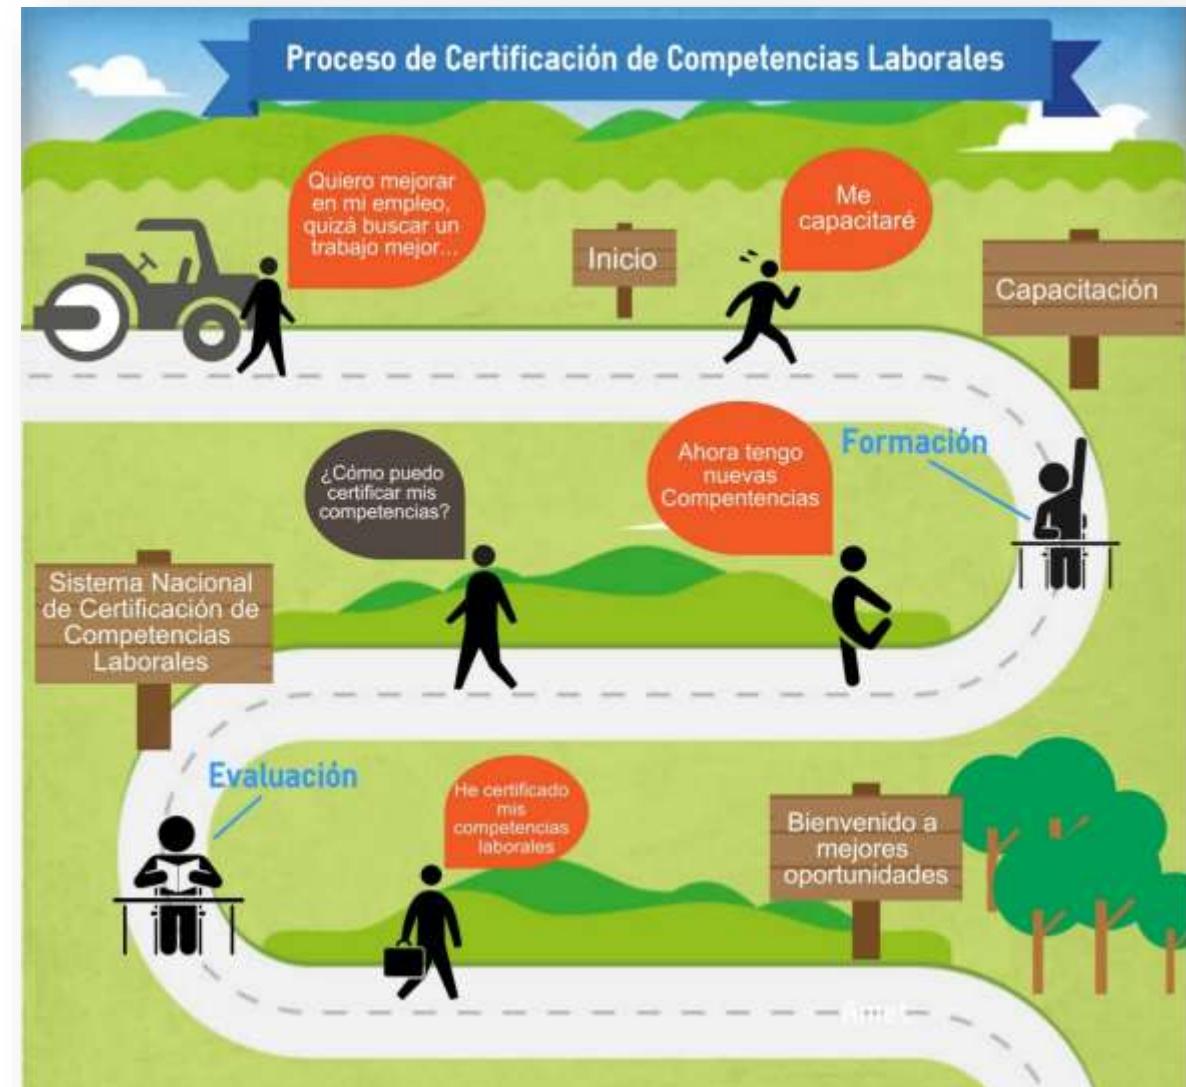 Proceso de Certificación de Competencias Laborales
Quiero mejorar
en mi empleo,
quizá buscar un
trabajo mejor...
Inicio
Me
capacitaré
Capacitación
Formación
Ahora tengo
nuevas
Compentencias
¿Cómo puedo
certificar mis
competencias?
Sistema Nacional
de Certificación de
Competencias
Laborales
Evaluación
He certificado
mis
competencias
laborales
Bienvenido a
mejores
oportunidades
Amet